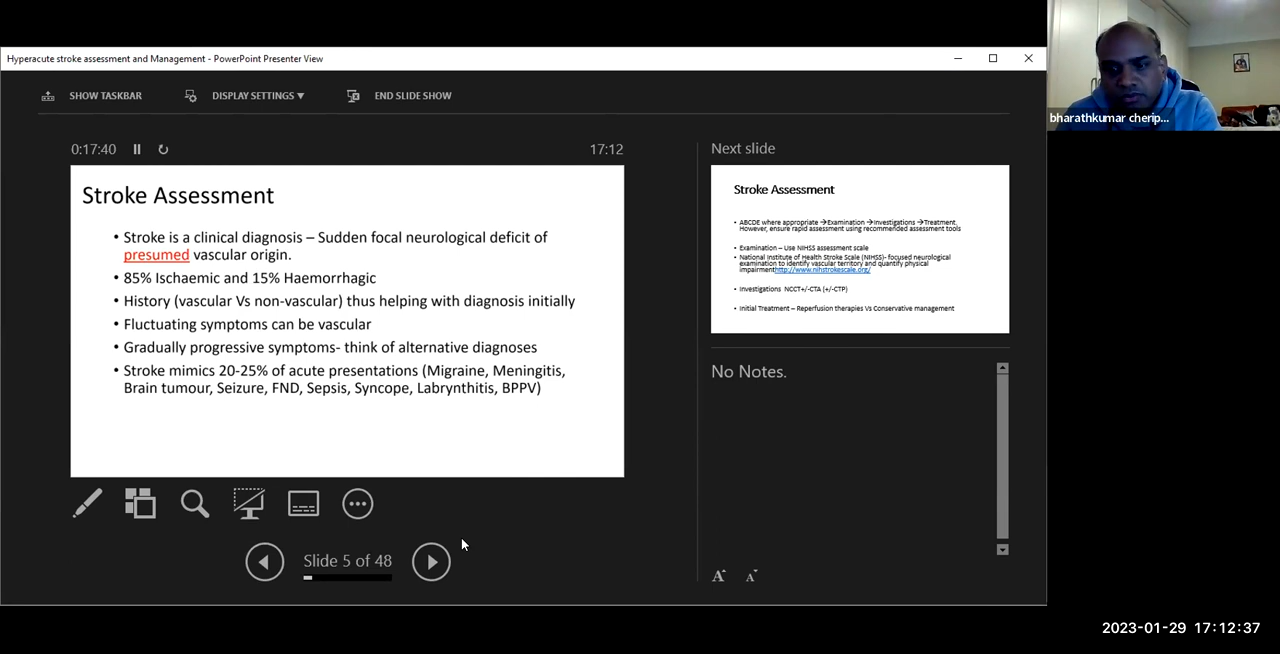 Hyperacute stroke assessment and Management - PowerPoint Presenter View
SHOW TASKBAR
DISPLAY SETTINGS ▼
END SLIDE SHOW
0:17:40
17:12
Stroke Assessment
• Stroke is a clinical diagnosis – Sudden focal neurological deficit of
presumed vascular origin.
• 85% Ischaemic and 15% Haemorrhagic
• History (vascular Vs non-vascular) thus helping with diagnosis initially
• Fluctuating symptoms can be vascular
• Gradually progressive symptoms- think of alternative diagnoses
• Stroke mimics 20-25% of acute presentations (Migraine, Meningitis,
Brain tumour, Seizure, FND, Sepsis, Syncope, Labrynthitis, BPPV)
Slide 5 of 48
Next slide
Stroke Assessment
• ABCDE where appropriate →Examination →Investigations →Treatment,
However, ensure rapid assessment using recommended assessment tools
• Examination – Use NIHSS assessment scale
• National Institute of Health Stroke Scale (NIHSS)- focused neurological
examination to identify vascular territory and quantify physical
impairmenthttp://www.nihstrokescale.org/
• Investigations NCCT+/-CTA (+/-CTP)
• Initial Treatment – Reperfusion therapies Vs Conservative management
No Notes.
A A
bharathkumar cherip...
2023-01-29 17:12:37